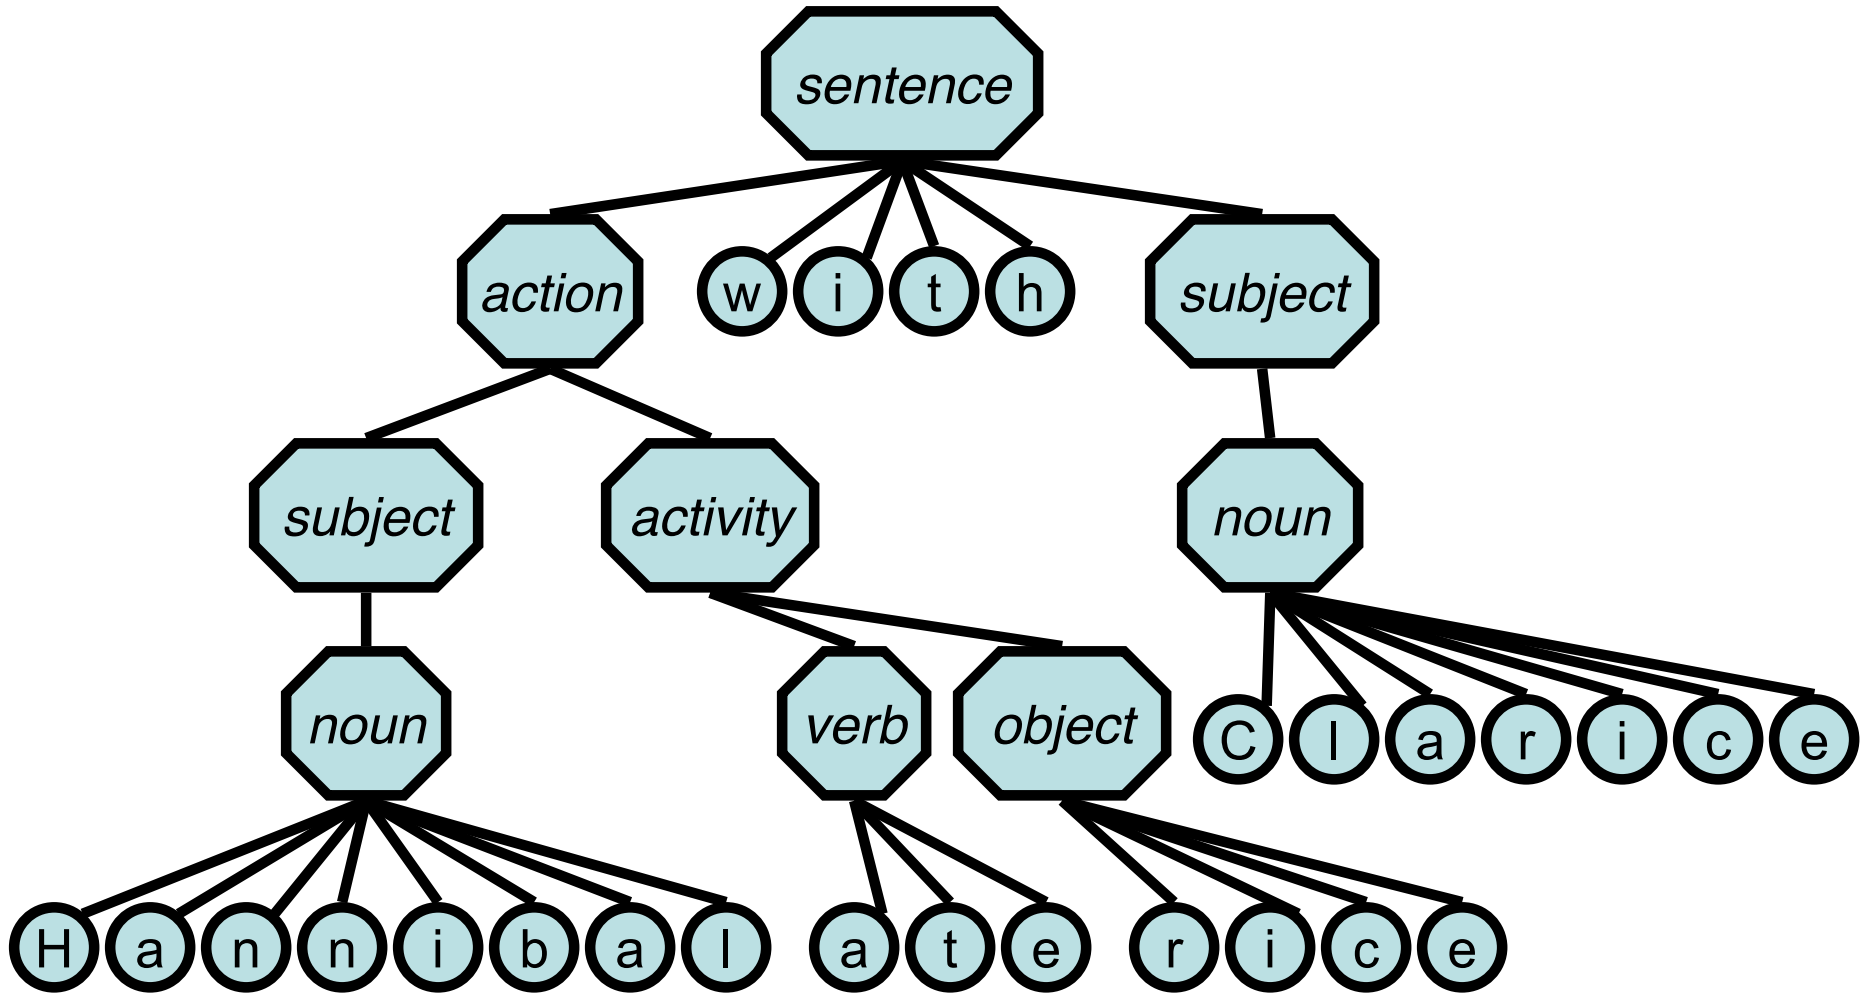 sentence
action w i t h subject
subject activity noun
noun verb object C l a r i c e
H a n n i b a l a t e r i c e